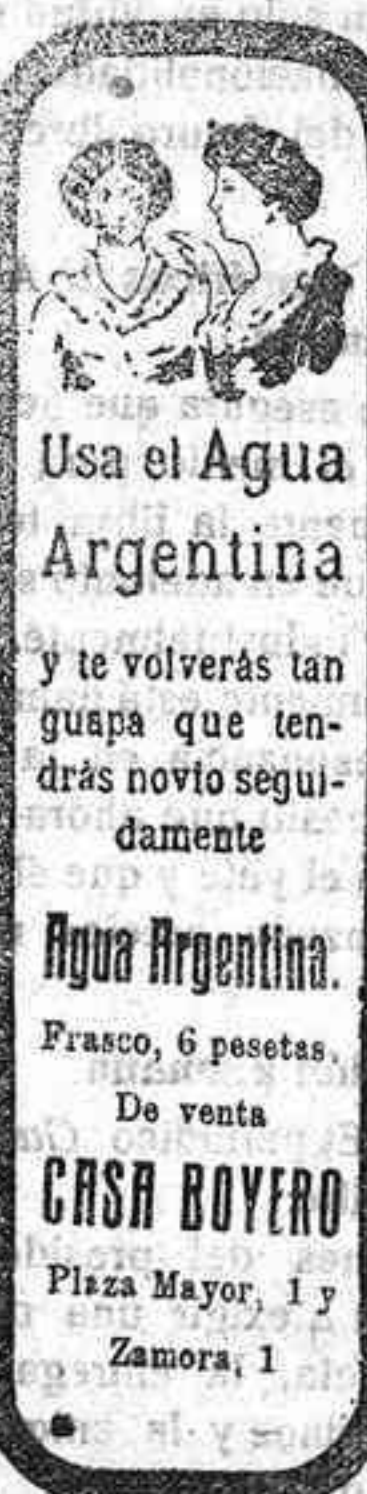 Usa el Agua
Argentina
y te volverás tan
guapa que ten-
drás novio segui-
damente
Agua Argentina.
Frasco, 6 pesetas.
De venta
CASA BOYERO
Plaza Mayor, 1 y
Zamora, 1